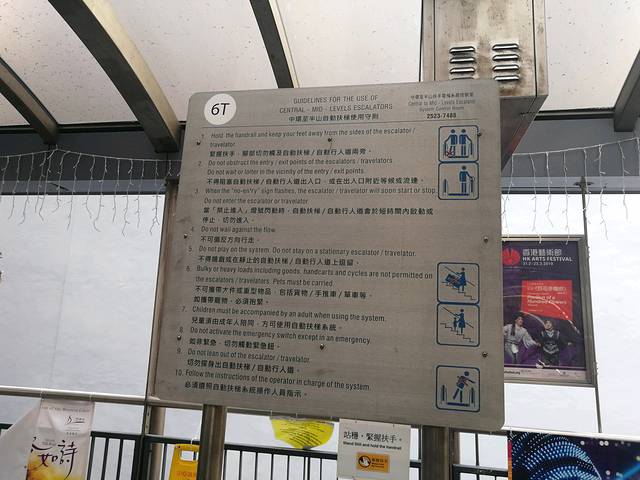 6T
GUIDELINES FOR THE USE OF
CENTRAL - MID - LEVELS ESCALATORS
中環至半山自動扶梯使用守則
Central to Mid - Levels Escalator
System Control Room
2523-7488
1. Hold the handrail and keep your feet away from the sides of the escalator /
travelator.
緊握扶手，腳部切勿觸及自動扶梯/自動行人道兩旁。
2. Do not obstruct the entry / exit points of the escalators / travelators.
Do not wait or loiter in the vicinity of the entry / exit points.
不得阻塞自動扶梯/自動行人道出入口，或在出入口附近等候或流連。
3. When the "no-entry" sign flashes, the escalator / travelator will soon start or stop.
Do not enter the escalator or travelator.
當「禁止進入」燈號閃動時，自動扶梯/自動行人道會於短時間內啟動或
停止，切勿進入。
4. Do not walk against the flow.
不可循反方向行走。
5. Do not play on the system. Do not stay on a stationary escalator / travelator.
不得嬉戲或在靜止的自動扶梯/自動行人道上逗留。
6. Bulky or heavy loads including goods, handcarts and cycles are not permitted on
the escalators / travelators. Pets must be carried.
不可攜帶大件或重型物品，包括貨物/手推車/單車等。
如攜帶寵物，必須抱緊。
7. Children must be accompanied by an adult when using the system.
兒童須由成年人陪同，方可使用自動扶梯系統。
8. Do not activate the emergency switch except in an emergency.
如非緊急，切勿觸動緊急鈕。
9. Do not lean out of the escalator / travelator.
切勿探身出自動扶梯/自動行人道。
10. Follow the instructions of the operator in charge of the system.
必須遵照自動扶梯系統操作人員指示。
香港藝術節
HK ARTS FESTIVAL
站穩，緊握扶手。
Stand Still and hold the handrail
如詩